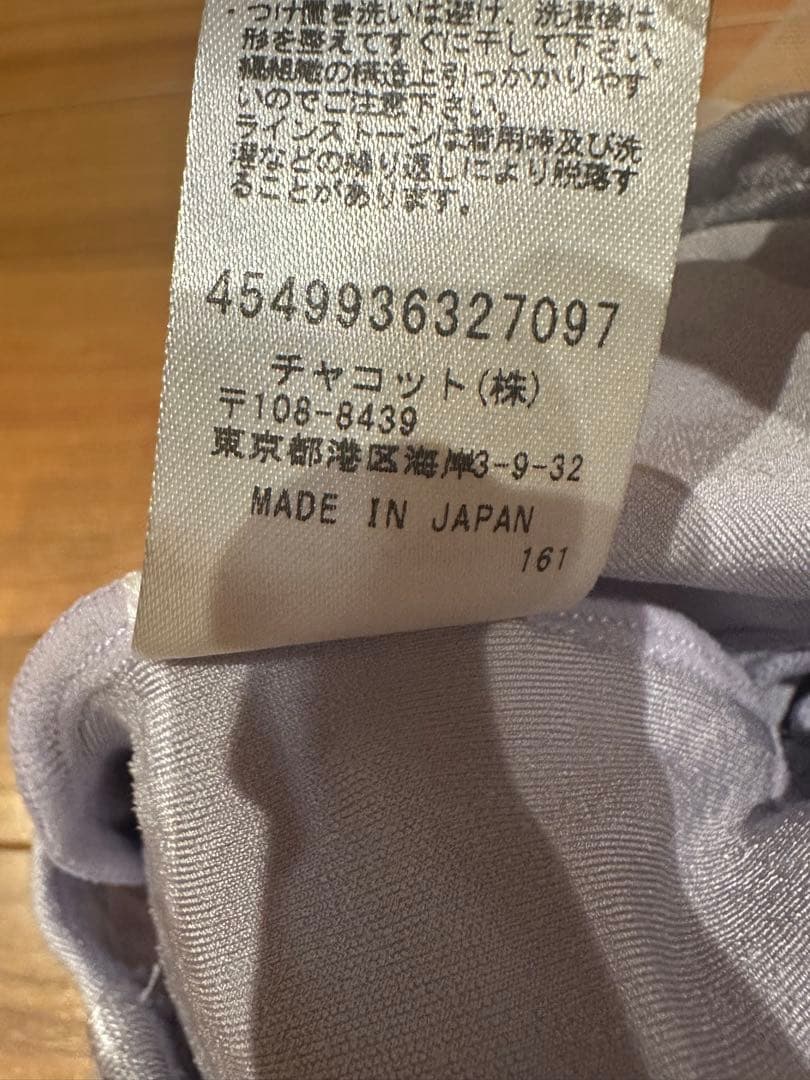 ・つけ置き洗いは避け、洗濯後は
形を整えてすぐに干して下さい。
繊組織の構造上引っかかりやす
いのでご注意下さい。
ラインストーンは着用時及び洗
濯などの繰り返しにより脱落す
ることがあります。
4549936327097
チャコット(株)
〒108-8439
東京都港区海岸3-9-32
MADE IN JAPAN
161